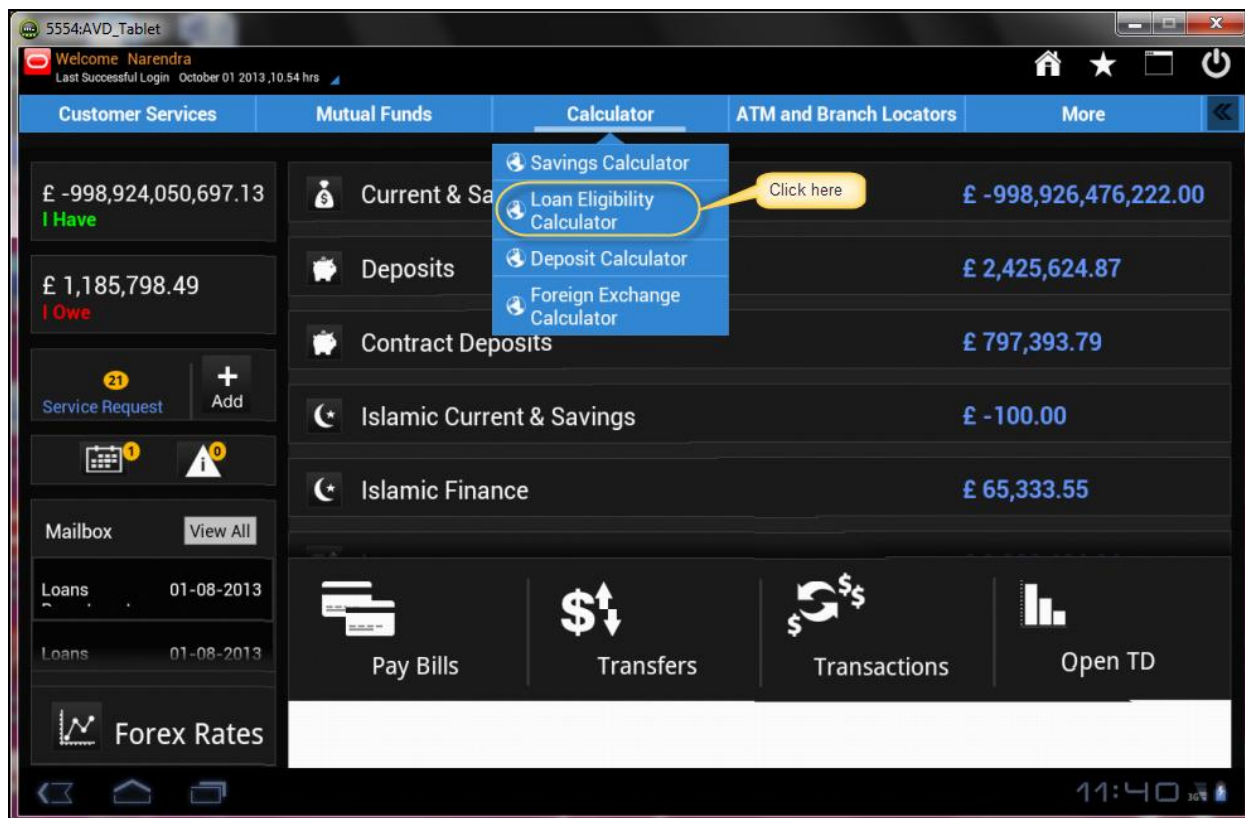 5554:AVD_Tablet
Welcome Narendra
Last Successful Login October 01 2013 ,10.54 hrs
Customer Services
Mutual Funds
Calculator
ATM and Branch Locators
More
Savings Calculator
Loan Eligibility
Calculator
Deposit Calculator
Foreign Exchange
Calculator
Click here
£ -998,924,050,697.13
I Have
£ 1,185,798.49
I Owe
21
Service Request
+
Add
1
0
Mailbox
View All
Loans 01-08-2013
Loans 01-08-2013
Forex Rates
Current & Sa
£ -998,926,476,222.00
Deposits
£ 2,425,624.87
Contract Deposits
£ 797,393.79
Islamic Current & Savings
£ -100.00
Islamic Finance
£ 65,333.55
Pay Bills
Transfers
Transactions
Open TD
11:40
3G